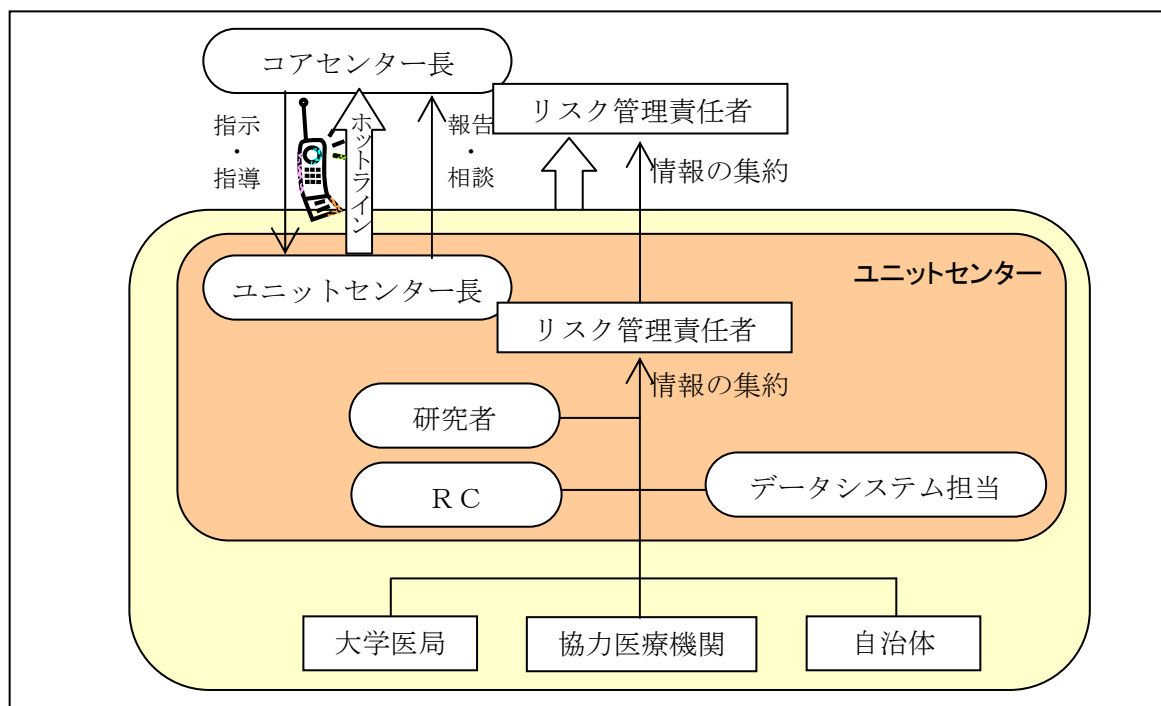 コアセンター長
リスク管理責任者
指示
・
指導
ホットライン
報告
・
相談
情報の集約
ユニットセンター
ユニットセンター長
リスク管理責任者
情報の集約
研究者
ＲＣ
データシステム担当
大学医局
協力医療機関
自治体